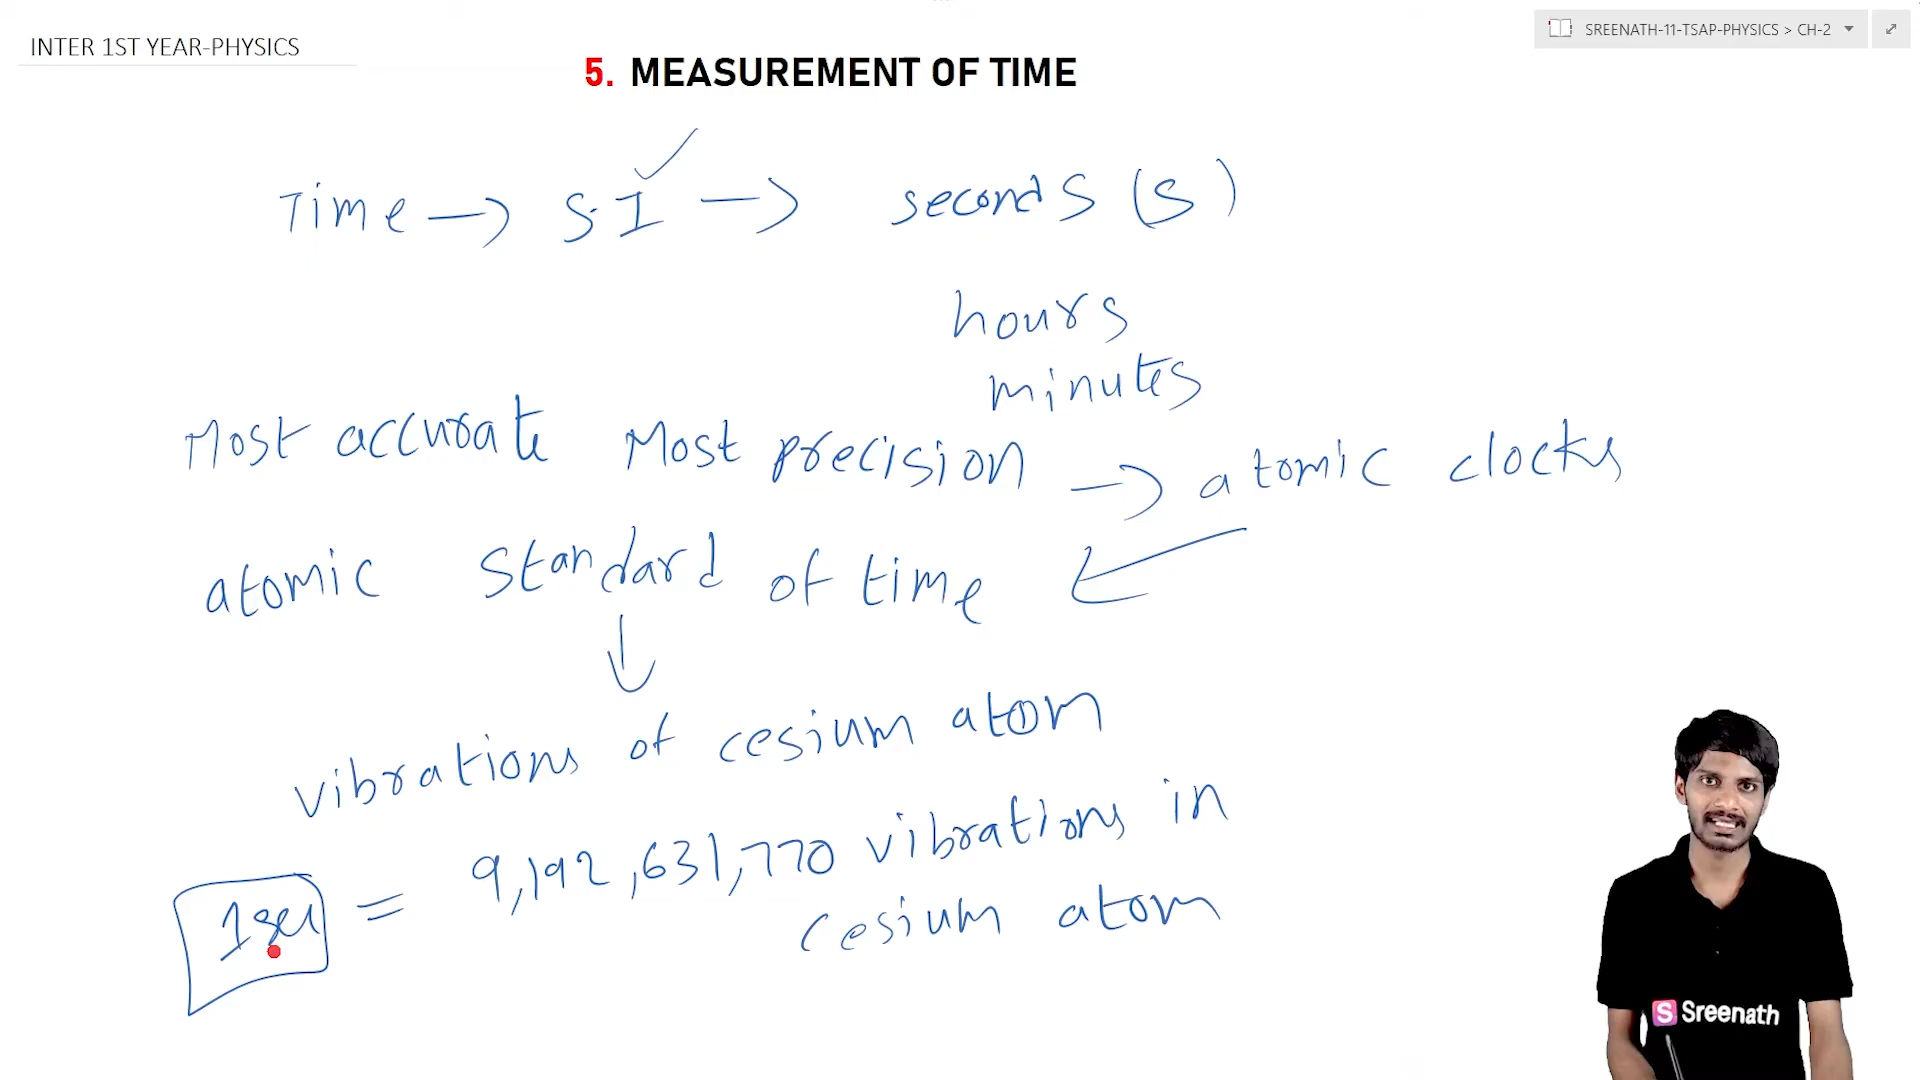 INTER 1ST YEAR-PHYSICS
SREENATH-11-TSAP-PHYSICS > CH-2
5. MEASUREMENT OF TIME
Time → S.I → seconds (s)
hours
minutes
Most accurate Most precision → atomic clocks
atomic standard of time ←
↓
vibrations of cesium atom
1 sec = 9,192,631,770 vibrations in
cesium atom
S Sreenath